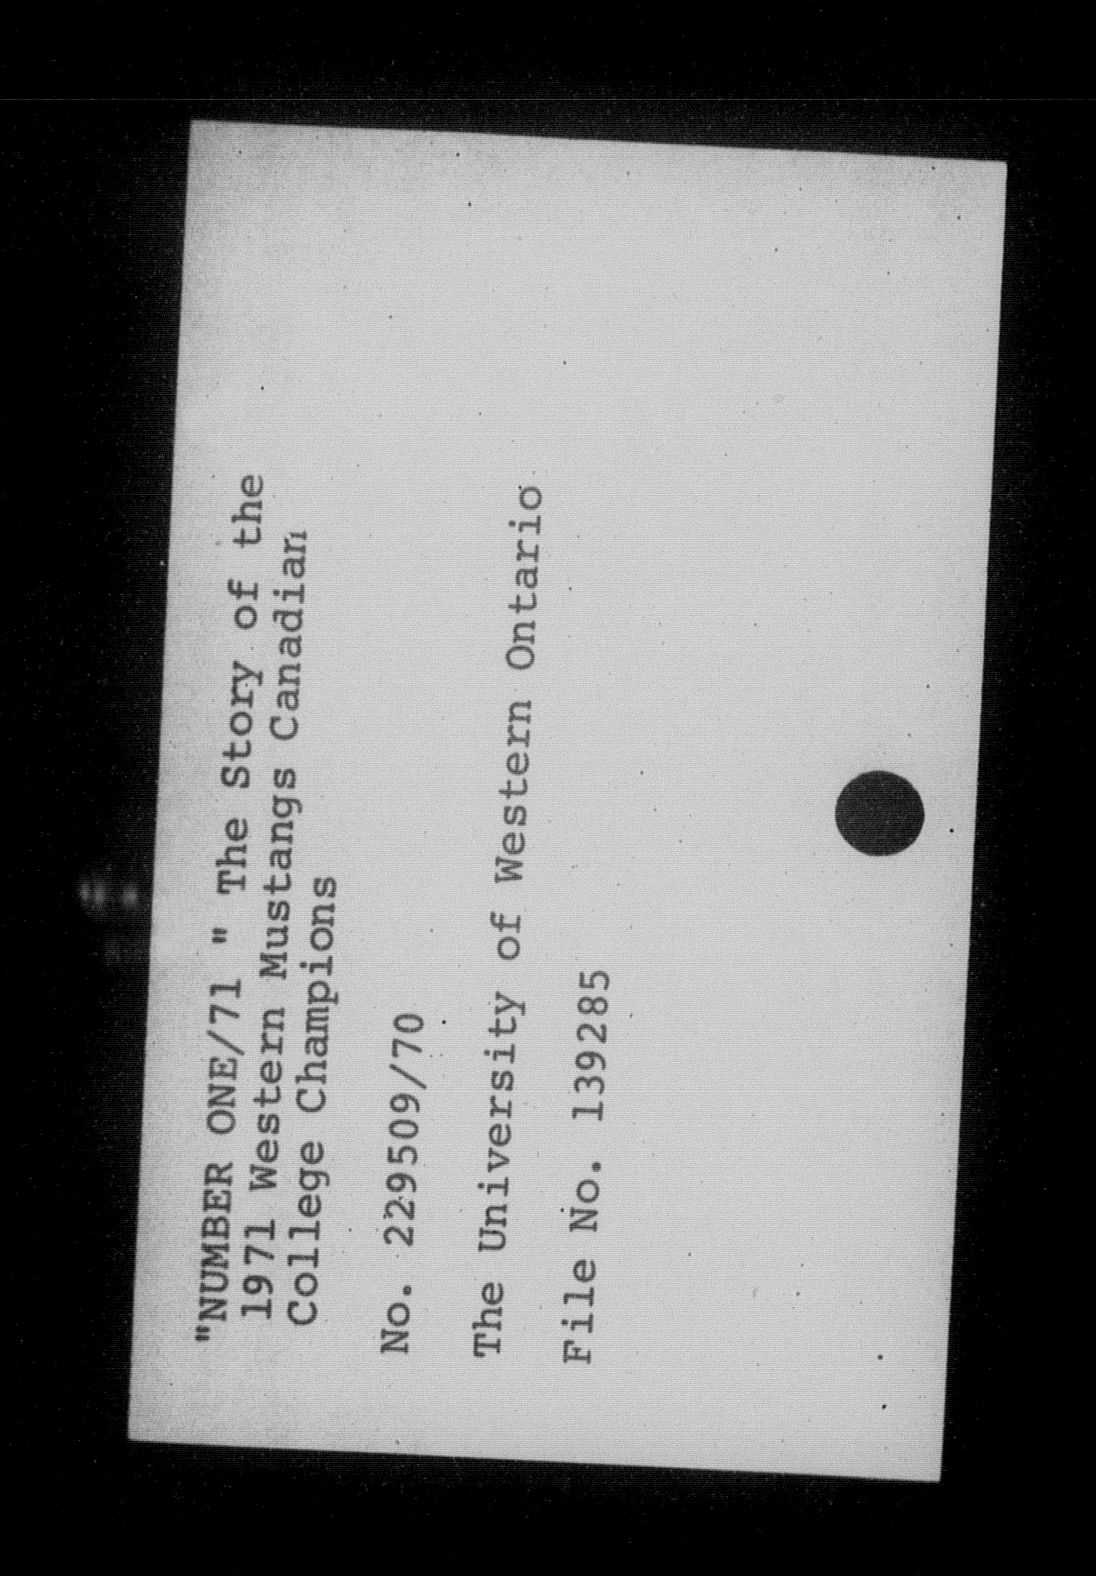 "NUMBER ONE/71 " The Story of the
1971 Western Mustangs Canadian
College Champions
No. 229509/70
The University of Western Ontario
File No. 139285